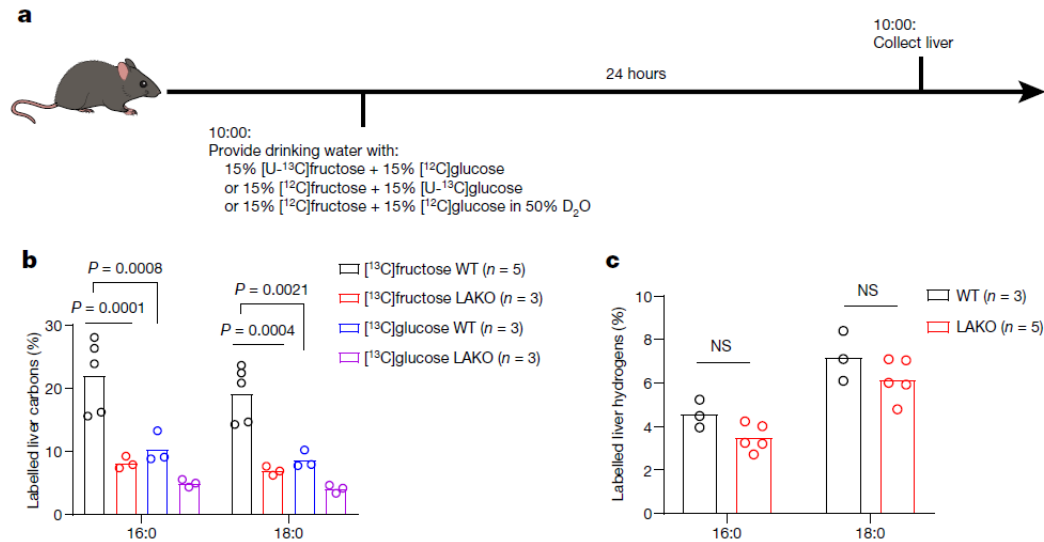 a
10:00:
Collect liver
24 hours
10:00:
Provide drinking water with:
15% [U-¹³C]fructose + 15% [¹²C]glucose
or 15% [¹²C]fructose + 15% [U-¹³C]glucose
or 15% [¹²C]fructose + 15% [¹²C]glucose in 50% D₂O
b
P = 0.0008
P = 0.0001
P = 0.0021
P = 0.0004
Labelled liver carbons (%)
30
20
10
0
16:0
18:0
[¹³C]fructose WT (n = 5)
[¹³C]fructose LAKO (n = 3)
[¹³C]glucose WT (n = 3)
[¹³C]glucose LAKO (n = 3)
c
NS
NS
Labelled liver hydrogens (%)
10
8
6
4
2
0
16:0
18:0
WT (n = 3)
LAKO (n = 5)